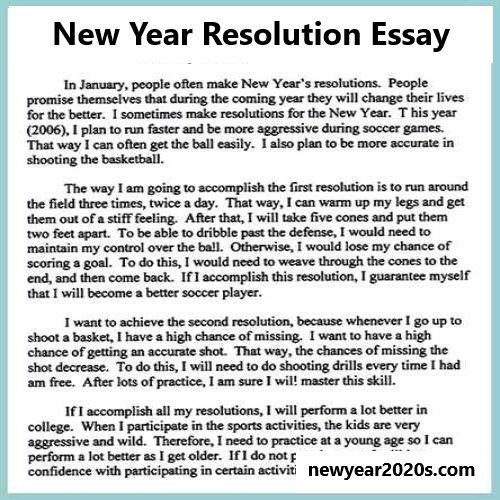 New Year Resolution Essay
In January, people often make New Year's resolutions.  People
promise themselves that during the coming year they will change their lives
for the better.  I sometimes make resolutions for the New Year.  T his year
(2006), I plan to run faster and be more aggressive during soccer games.
That way I can often get the ball easily.  I also plan to be more accurate in
shooting the basketball.
The way I am going to accomplish the first resolution is to run around
the field three times, twice a day.  That way, I can warm up my legs and get
them out of a stiff feeling.  After that, I will take five cones and put them
two feet apart.  To be able to dribble past the defense, I would need to
maintain my control over the ball.  Otherwise, I would lose my chance of
scoring a goal.  To do this, I would need to weave through the cones to the
end, and then come back.  If I accomplish this resolution, I guarantee myself
that I will become a better soccer player.
I want to achieve the second resolution, because whenever I go up to
shoot a basket, I have a high chance of missing.  I want to have a high
chance of getting an accurate shot.  That way, the chances of missing the
shot decrease.  To do this, I will need to do shooting drills every time I had
am free.  After lots of practice, I am sure I will master this skill.
If I accomplish all my resolutions, I will perform a lot better in
college.  When I participate in the sports activities, the kids are very
aggressive and wild.  Therefore, I need to practice at a young age so I can
perform a lot better as I get older.  If I do not
confidence with participating in certain
newyear2020s.com